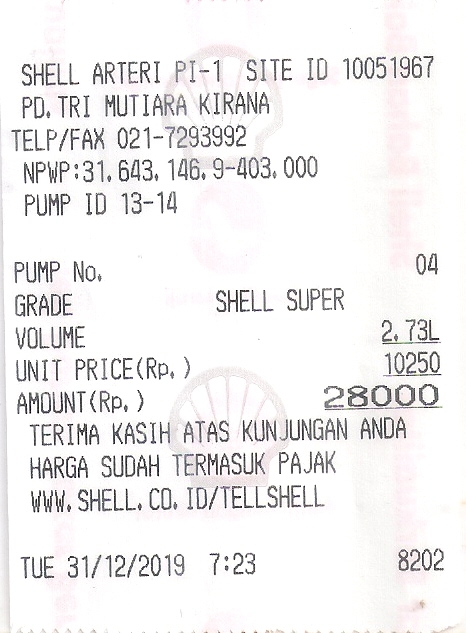 SHELL ARTERI PI-1 SITE ID 10051967
PD.TRI MUTIARA KIRANA
TELP/FAX 021-7293992
NPWP:31.643.146.9-403.000
PUMP ID 13-14
PUMP No. 04
GRADE SHELL SUPER
VOLUME 2.73L
UNIT PRICE(Rp.) 10250
AMOUNT(Rp.) 28000
TERIMA KASIH ATAS KUNJUNGAN ANDA
HARGA SUDAH TERMASUK PAJAK
WWW.SHELL.CO.ID/TELLSHELL
TUE 31/12/2019 7:23 8202